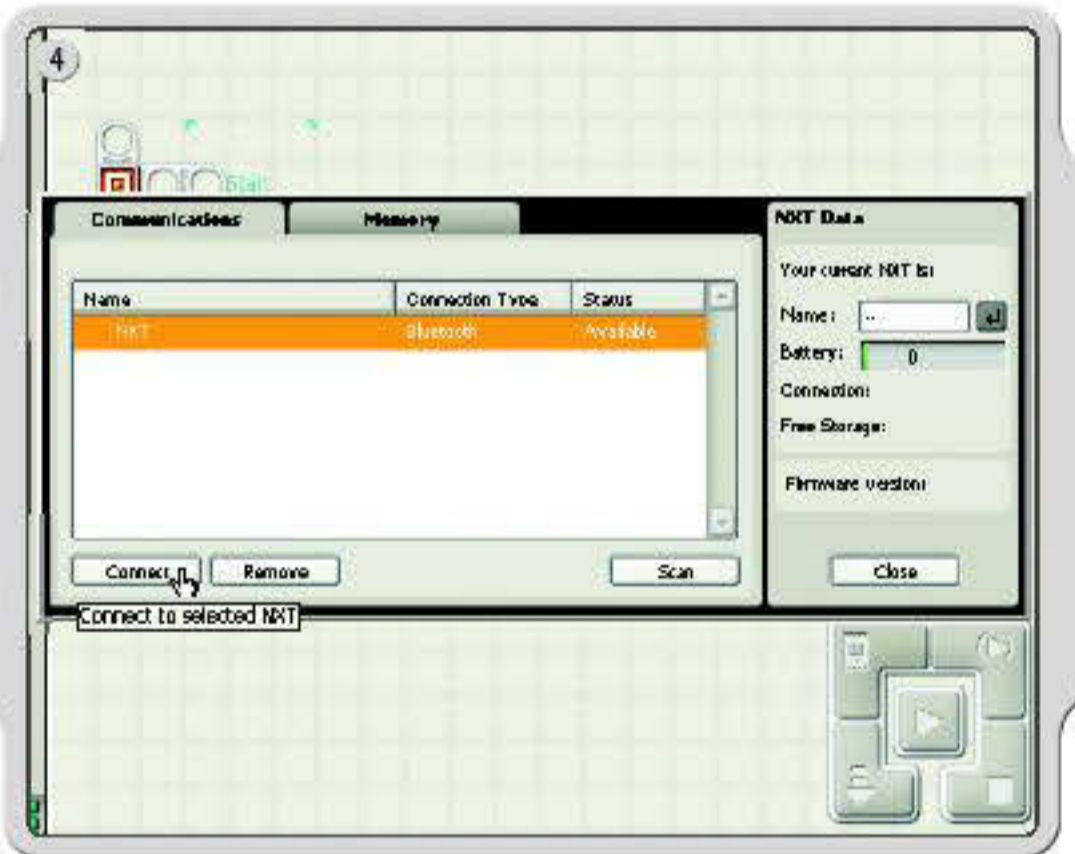 4
Start
Communications
Memory
NXT Data
Your current NXT is:
Name
Connection Type
Status
NXT
Bluetooth
Available
Name:
--
Battery:
0
Connection:
Free Storage:
Firmware version:
Connect
Remove
Scan
Close
Connect to selected NXT